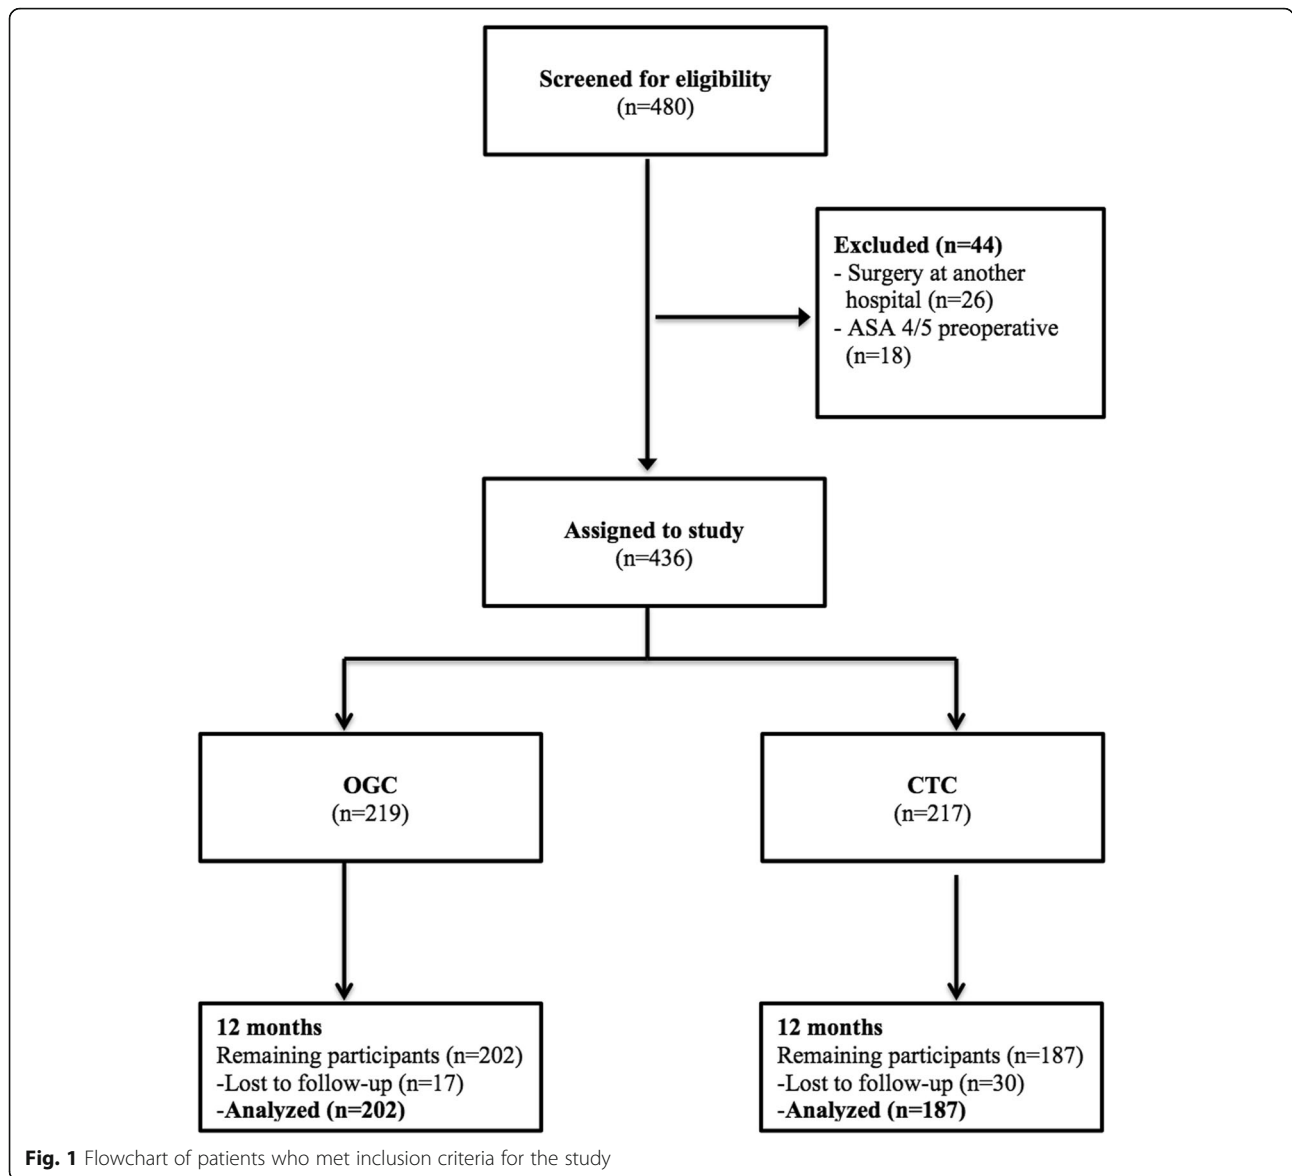 Screened for eligibility
(n=480)
Excluded (n=44)
- Surgery at another
hospital (n=26)
- ASA 4/5 preoperative
(n=18)
Assigned to study
(n=436)
OGC
(n=219)
CTC
(n=217)
12 months
Remaining participants (n=202)
-Lost to follow-up (n=17)
-Analyzed (n=202)
12 months
Remaining participants (n=187)
-Lost to follow-up (n=30)
-Analyzed (n=187)
Fig. 1 Flowchart of patients who met inclusion criteria for the study